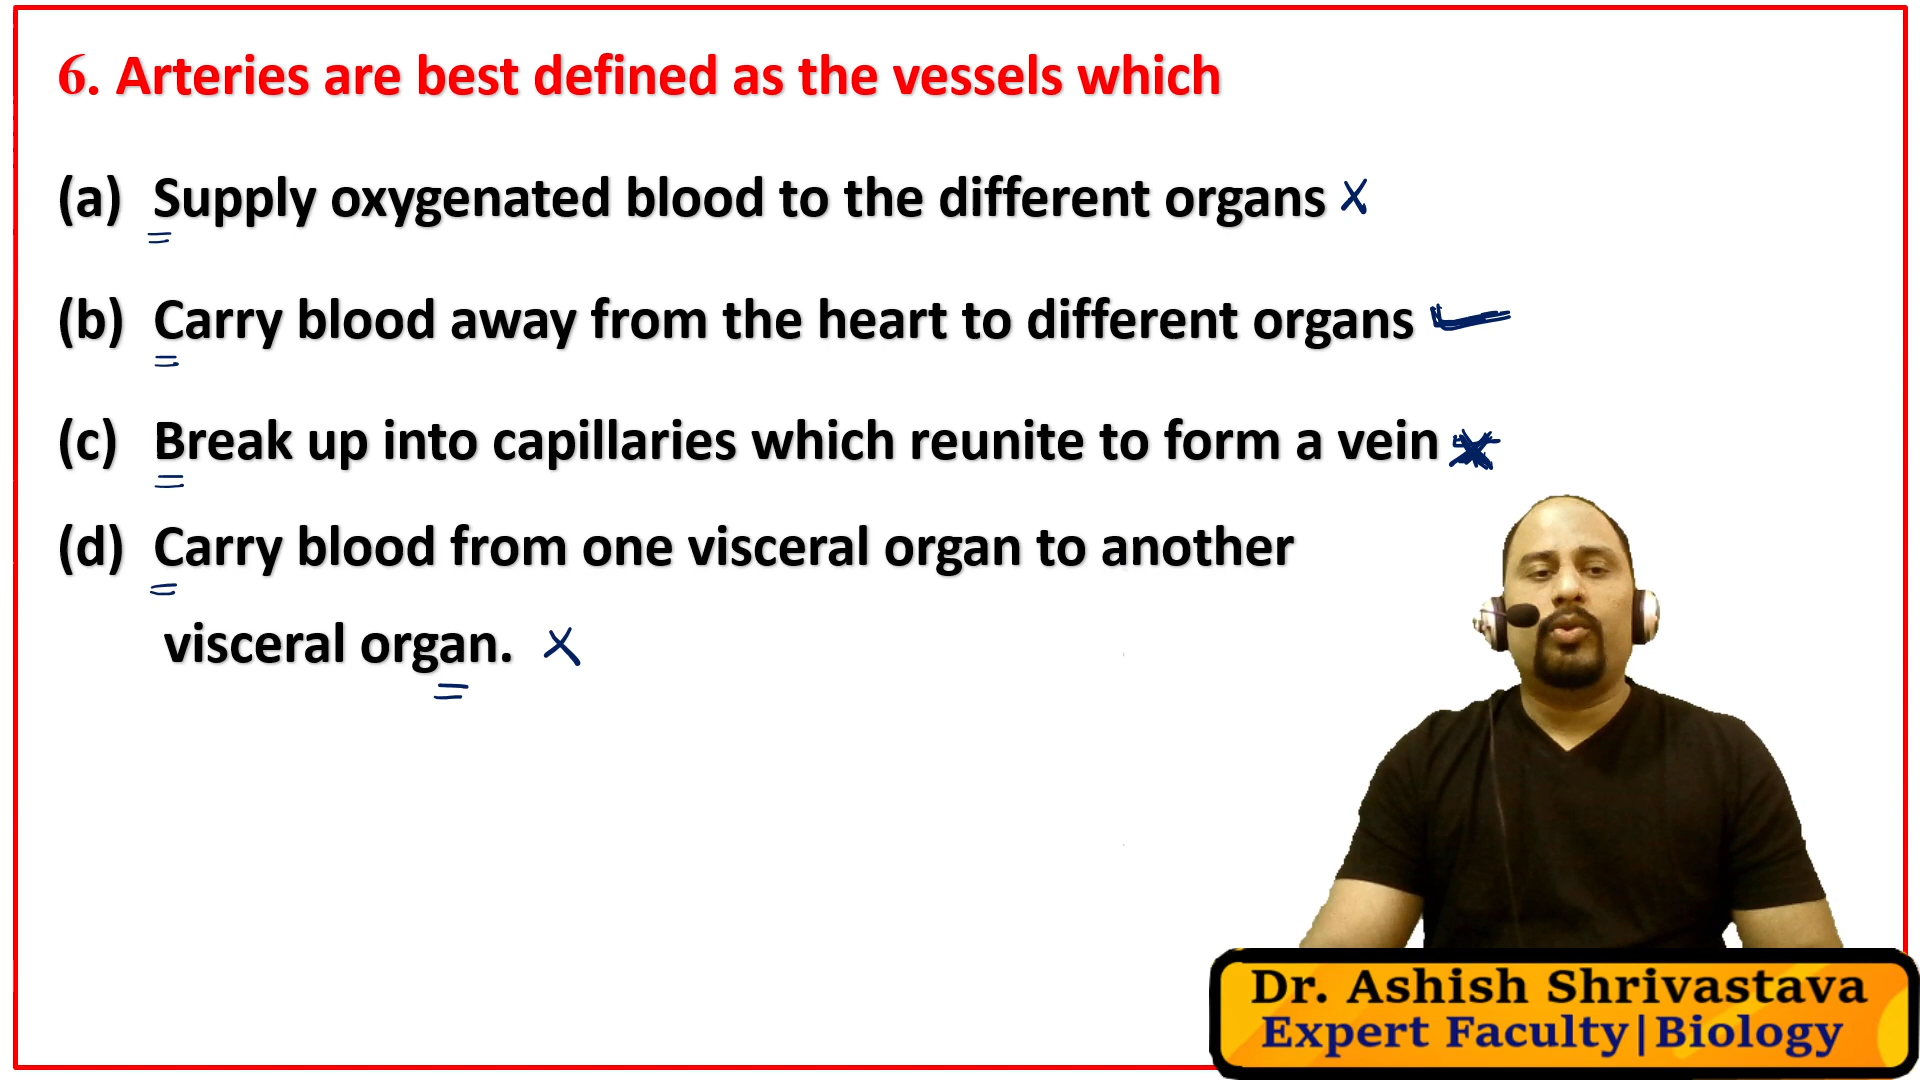 6. Arteries are best defined as the vessels which
(a) Supply oxygenated blood to the different organs
(b) Carry blood away from the heart to different organs
(c) Break up into capillaries which reunite to form a vein
(d) Carry blood from one visceral organ to another
visceral organ.
Dr. Ashish Shrivastava
Expert Faculty|Biology